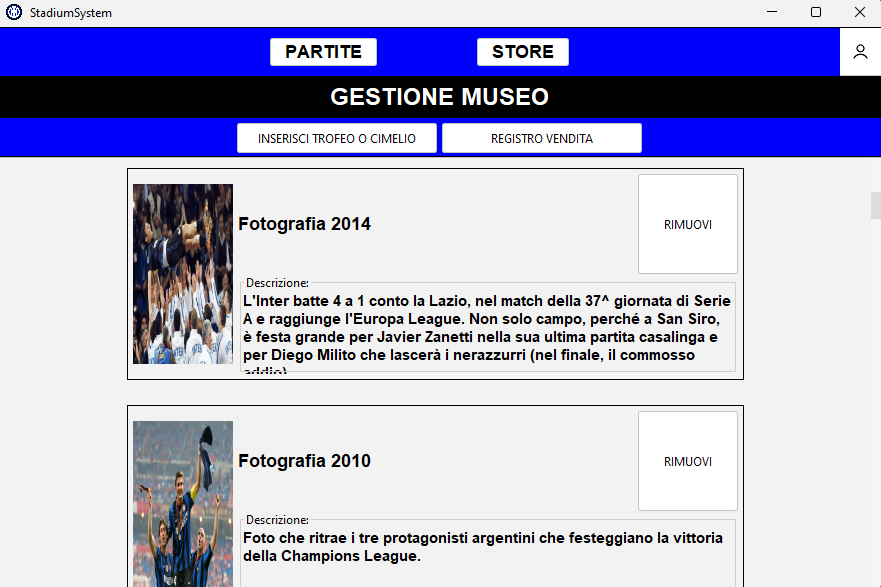 StadiumSystem
PARTITE
STORE
GESTIONE MUSEO
INSERISCI TROFEO O CIMELIO
REGISTRO VENDITA
Fotografia 2014
RIMUOVI
Descrizione:
L'Inter batte 4 a 1 conto la Lazio, nel match della 37^ giornata di Serie
A e raggiunge l'Europa League. Non solo campo, perché a San Siro,
è festa grande per Javier Zanetti nella sua ultima partita casalinga e
per Diego Milito che lascerà i nerazzurri (nel finale, il commosso
addio)
Fotografia 2010
RIMUOVI
Descrizione:
Foto che ritrae i tre protagonisti argentini che festeggiano la vittoria
della Champions League.